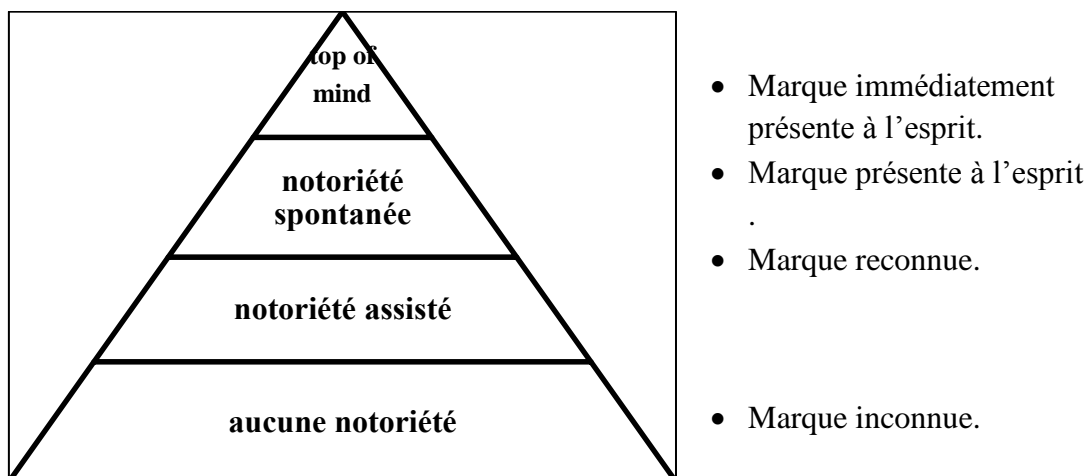 top of
mind
notoriété
spontanée
notoriété assisté
aucune notoriété
• Marque immédiatement
présente à l’esprit.
• Marque présente à l’esprit
.
• Marque reconnue.
• Marque inconnue.